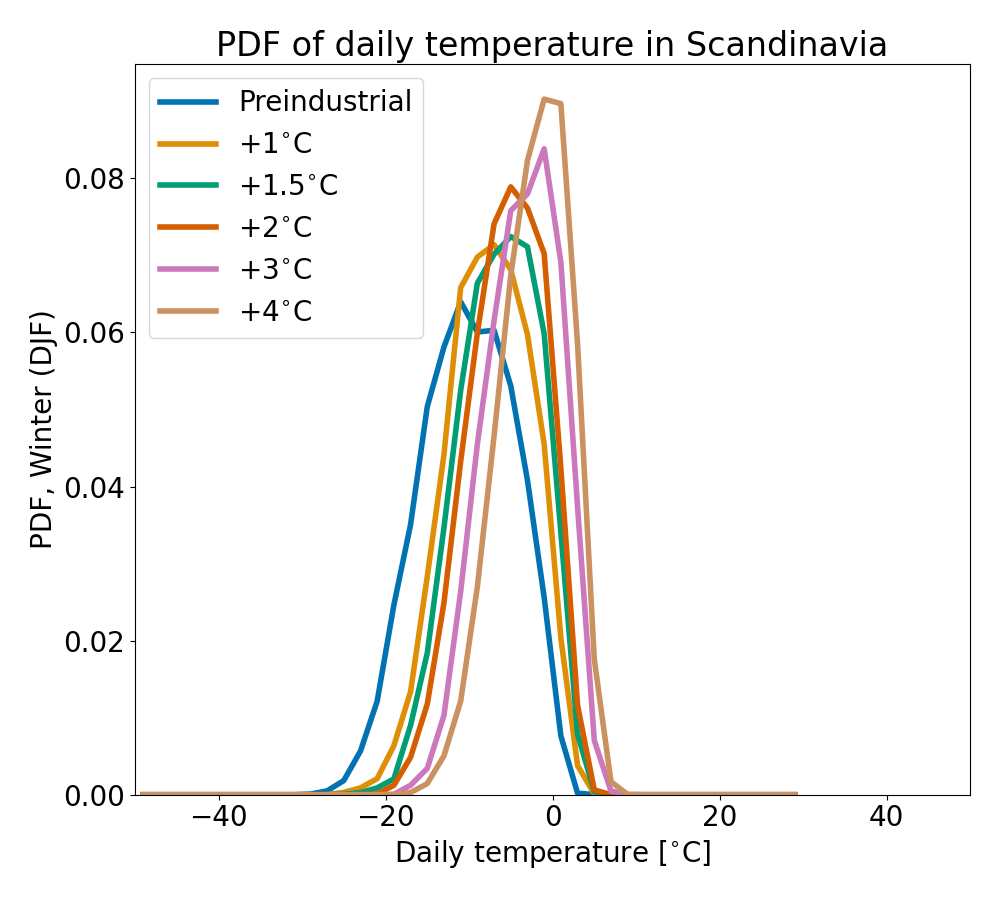 PDF of daily temperature in Scandinavia
Preindustrial
+1°C
+1.5°C
+2°C
+3°C
+4°C
0.08
0.06
0.04
0.02
0.00
PDF, Winter (DJF)
−40
−20
0
20
40
Daily temperature [°C]